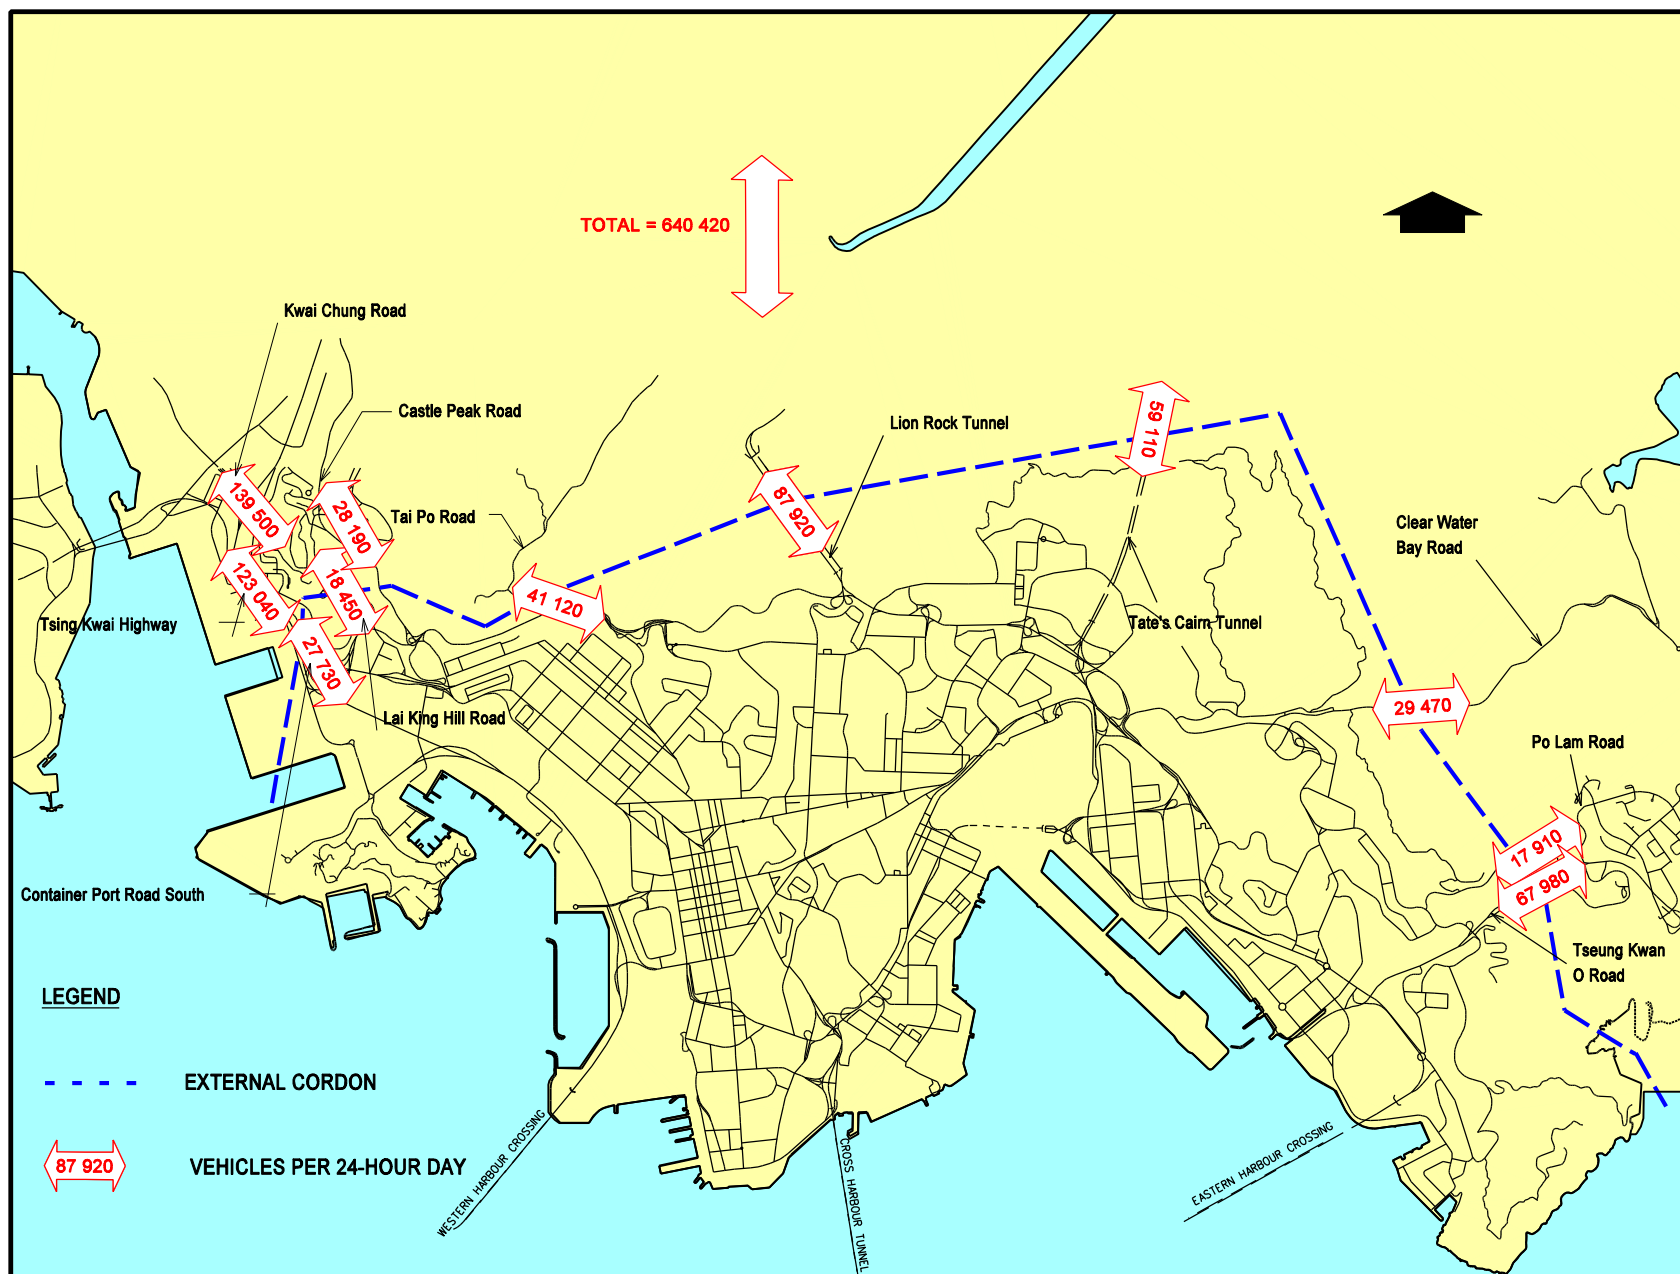 TOTAL = 640 420
Kwai Chung Road
Castle Peak Road
Lion Rock Tunnel
59 110
139 500
28 190
87 920
Tai Po Road
Clear Water
Bay Road
123 040
18 450
41 120
Tsing Kwai Highway
Tate's Cairn Tunnel
27 730
29 470
Lai King Hill Road
Po Lam Road
17 910
67 980
Container Port Road South
Tseung Kwan
O Road
LEGEND
EXTERNAL CORDON
87 920
VEHICLES PER 24-HOUR DAY
WESTERN HARBOUR CROSSING
CROSS HARBOUR TUNNEL
EASTERN HARBOUR CROSSING